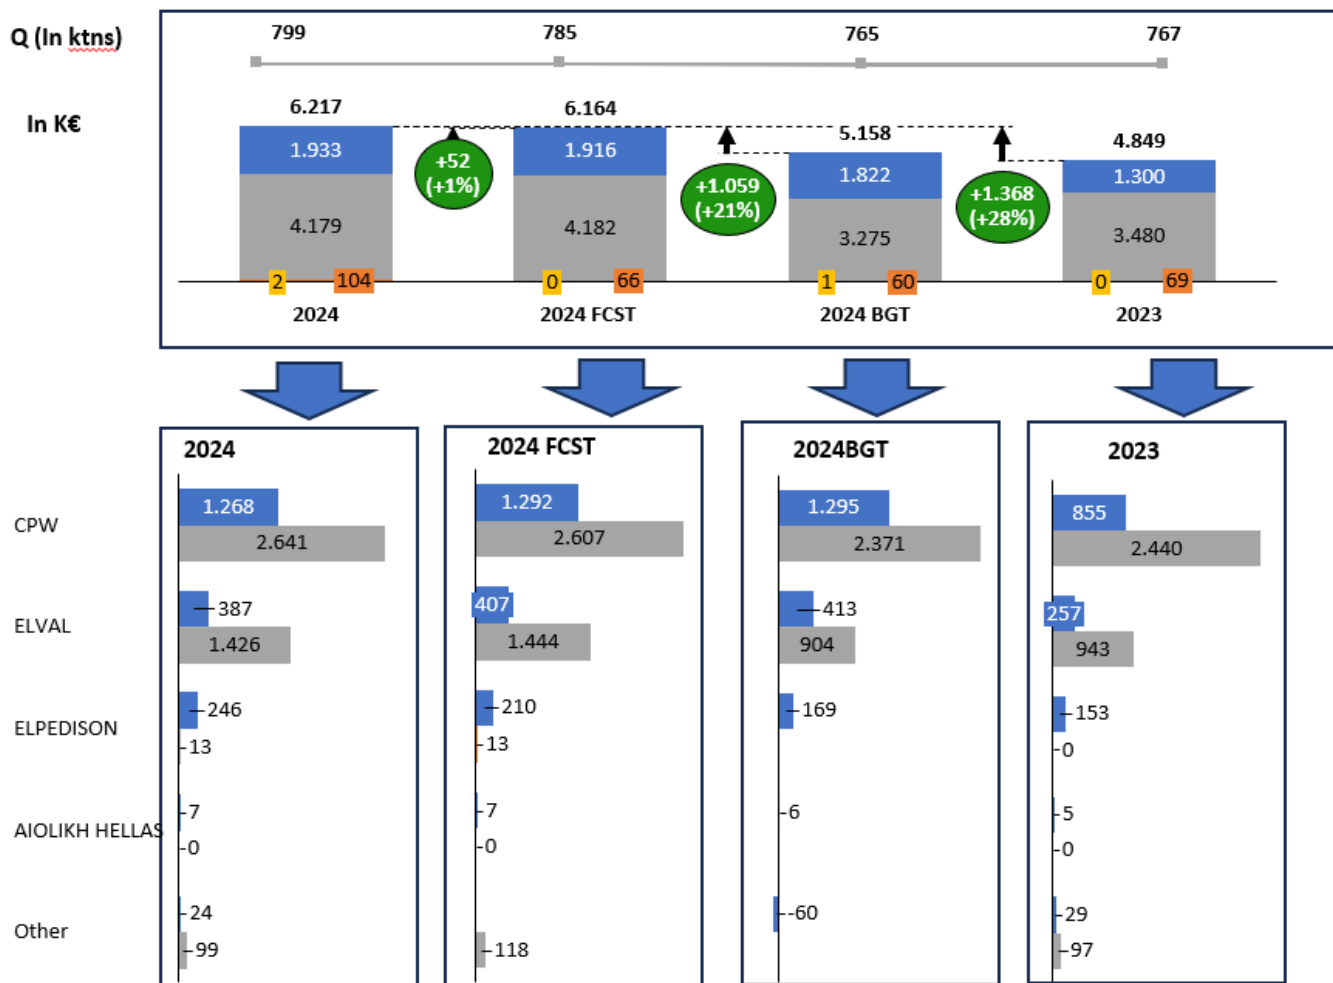 Q (In ktns)
799 785 765 767
In K€
6.217 6.164 5.158 4.849
1.933 1.916 1.822 1.300
+52
(+1%)
+1.059
(+21%)
+1.368
(+28%)
4.179 4.182 3.275 3.480
2 104 0 66 1 60 0 69
2024 2024 FCST 2024 BGT 2023
2024 2024 FCST 2024BGT 2023
CPW
1.268 1.292 1.295 855
2.641 2.607 2.371 2.440
ELVAL
387 407 413 257
1.426 1.444 904 943
ELPEDISON
246 210 169 153
13 13 0
AIOLIKH HELLAS
7 7 6 5
0 0 0
Other
24 -60 29
99 118 97